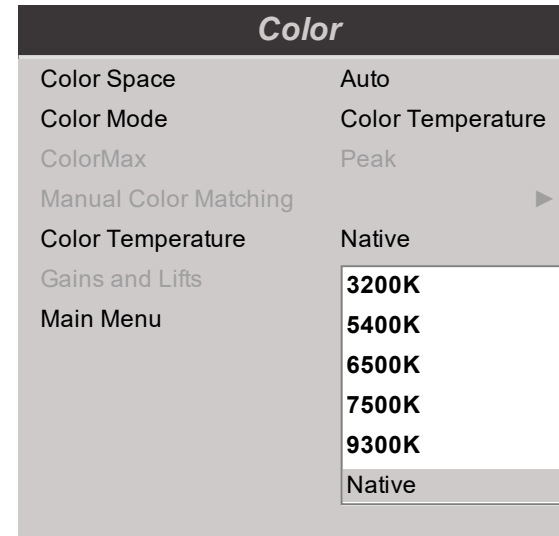 Color
Color Space Auto
Color Mode Color Temperature
ColorMax Peak
Manual Color Matching ►
Color Temperature Native
Gains and Lifts
Main Menu
3200K
5400K
6500K
7500K
9300K
Native